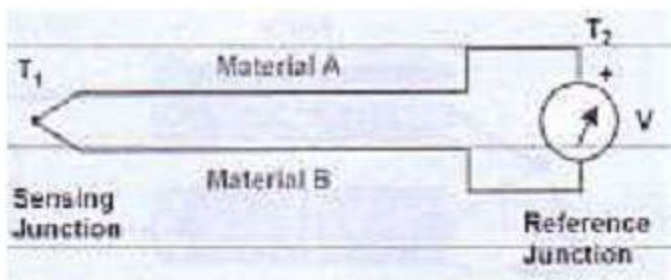 T2
T1
Material A
+
V
Material B
Sensing
Junction
Reference
Junction